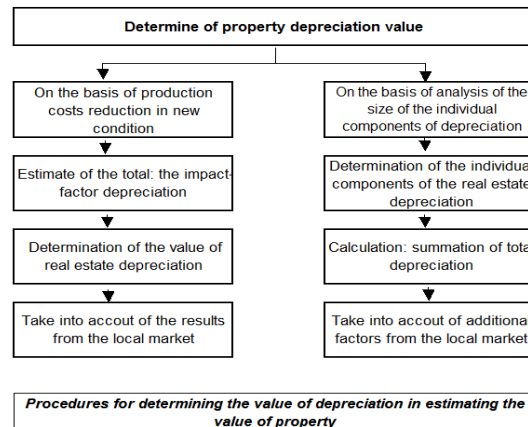 Determine of property depreciation value
On the basis of production
costs reduction in new
condition
On the basis of analysis of the
size of the individual
components of depreciation
Estimate of the total: the impact-
factor depreciation
Determination of the individual
components of the real estate
depreciation
Determination of the value of
real estate depreciation
Calculation: summation of total
depreciation
Take into accout of the results
from the local market
Take into accout of additional
factors from the local market
Procedures for determining the value of depreciation in estimating the
value of property